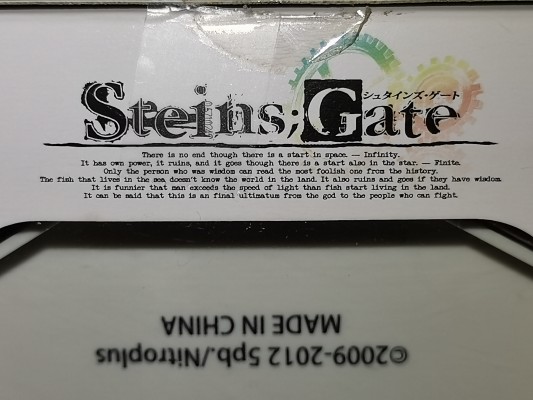 Steins;Gate
シュタインズ・ゲート
There is no end though there is a start in space. — Infinity.
It has own power, it ruins, and it goes though there is a start also in the star. — Finite.
Only the person who was wisdom can read the most foolish one from the history.
The fish that lives in the sea doesn't know the world in the land. It also ruins and goes if they have wisdom.
It is funnier that man exceeds the speed of light than fish start living in the land.
It can be said that this is an final ultimatum from the god to the people who can fight.
MADE IN CHINA
©2009-2012 5pb./Nitroplus